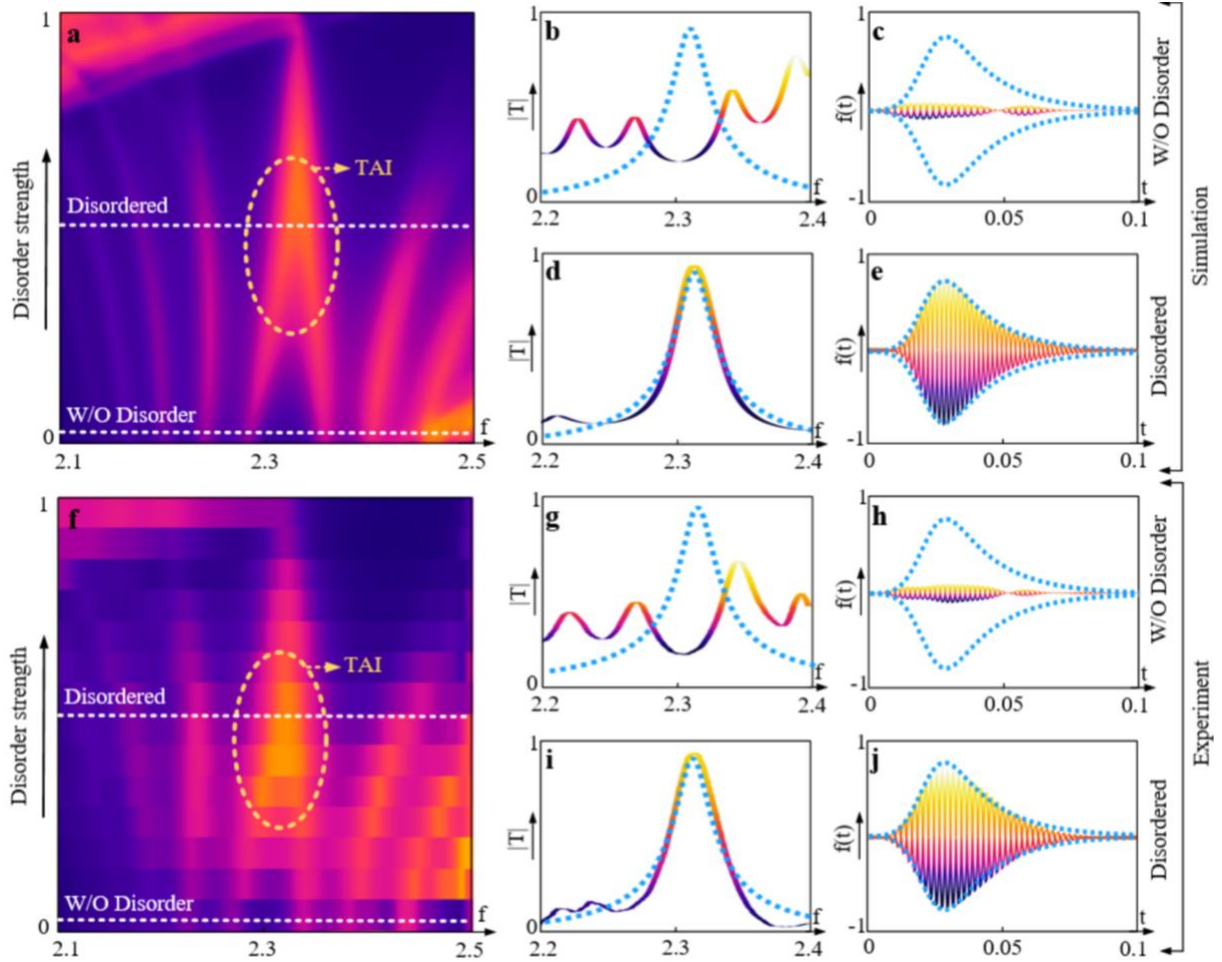 1
a
TAI
Disordered
Disorder strength
W/O Disorder
f
0
2.1
2.3
2.5
1
b
|T|
f
0
2.2
2.3
2.4
1
c
f(t)
t
-1
0
0.05
0.1
W/O Disorder
1
d
|T|
f
0
2.2
2.3
2.4
1
e
f(t)
t
-1
0
0.05
0.1
Disordered
Simulation
1
f
TAI
Disordered
Disorder strength
W/O Disorder
f
0
2.1
2.3
2.5
1
g
|T|
f
0
2.2
2.3
2.4
1
h
f(t)
t
-1
0
0.05
0.1
W/O Disorder
1
i
|T|
f
0
2.2
2.3
2.4
1
j
f(t)
t
-1
0
0.05
0.1
Disordered
Experiment